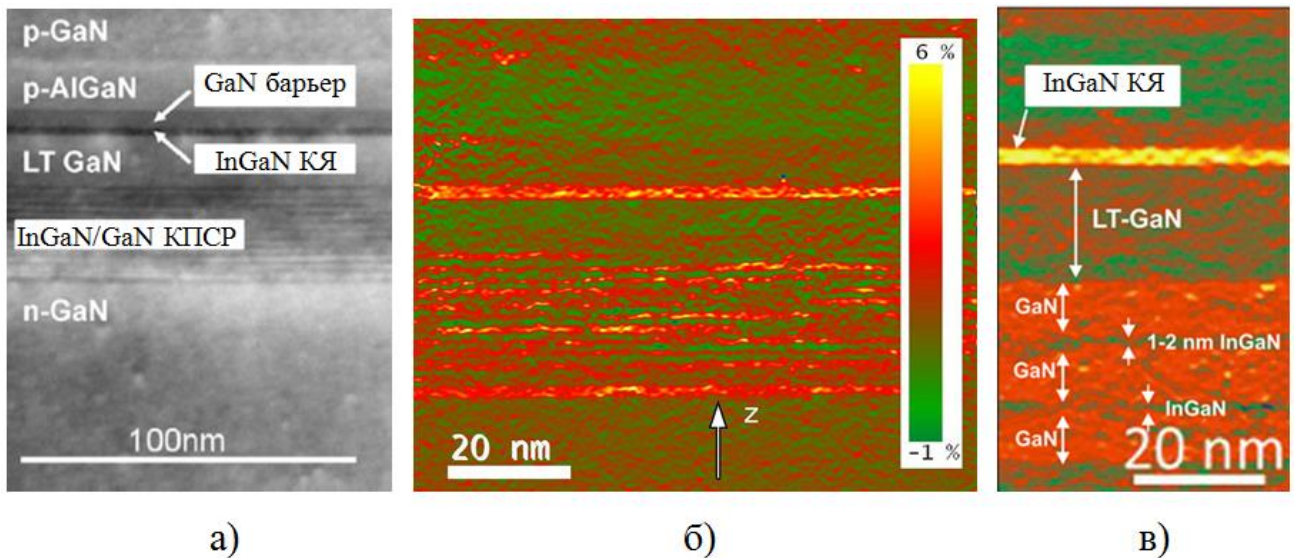 p-GaN
p-AlGaN
GaN барьер
LT GaN
InGaN КЯ
InGaN/GaN КПСР
n-GaN
100nm
а)
6 %
-1 %
z
20 nm
б)
InGaN КЯ
LT-GaN
GaN
1-2 nm InGaN
GaN
InGaN
GaN
20 nm
в)